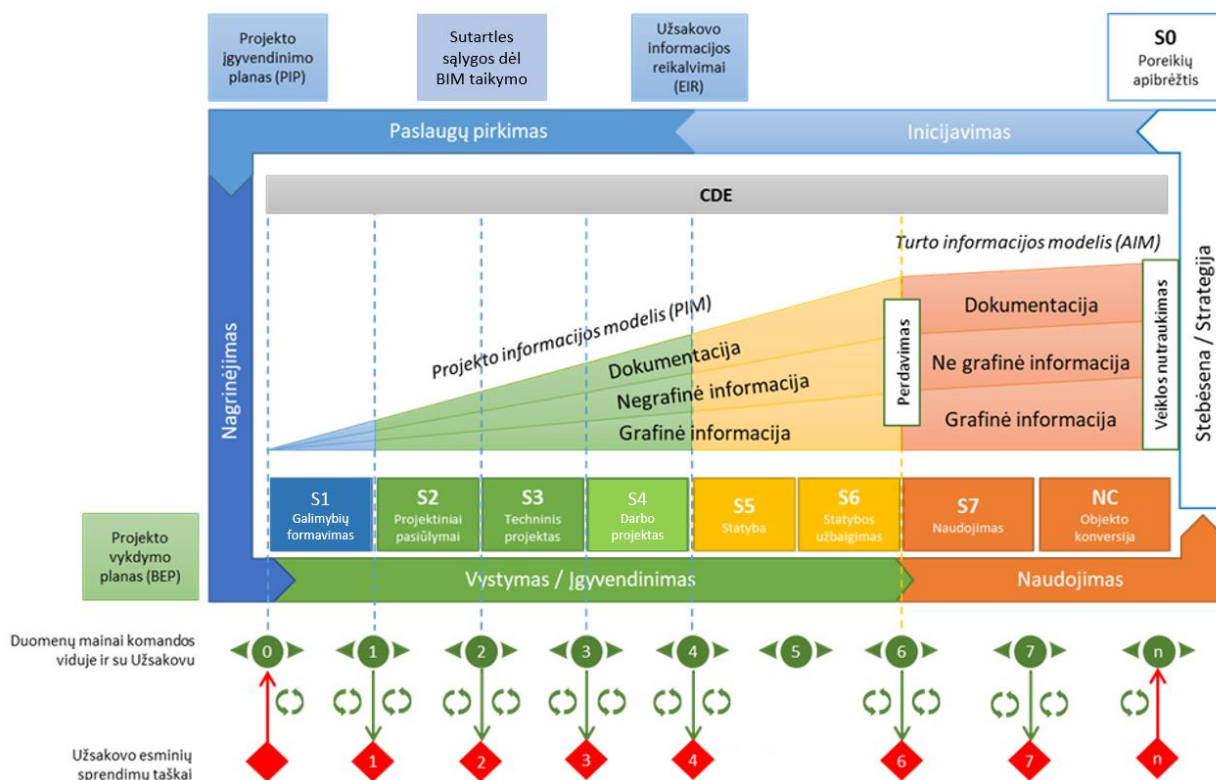 Projekto
įgyvendinimo
planas (PIP)
Sutartles
sąlygos dėl
BIM taikymo
Užsakovo
informacijos
reikalvimai
(EIR)
S0
Poreikių
apibrėžtis
Paslaugų pirkimas
Inicijavimas
CDE
Turto informacijos modelis (AIM)
Projekto informacijos modelis (PIM)
Dokumentacija
Negrafinė informacija
Grafinė informacija
Perdavimas
Dokumentacija
Ne grafinė informacija
Grafinė informacija
Veiklos nutraukimas
Stebėsena / Strategija
Nagrinėjimas
S1
Galimybių
formavimas
S2
Projektiniai
pasiūlymai
S3
Techninis
projektas
S4
Darbo
projektas
S5
Statyba
S6
Statybos
užbaigimas
S7
Naudojimas
NC
Objekto
konversija
Projekto
vykdymo
planas (BEP)
Vystymas / Įgyvendinimas
Naudojimas
Duomenų mainai komandos
viduje ir su Užsakovu
0 1 2 3 4 5 6 7 n
Užsakovo esminių
sprendimų taškai
1 2 3 4 6 7 n